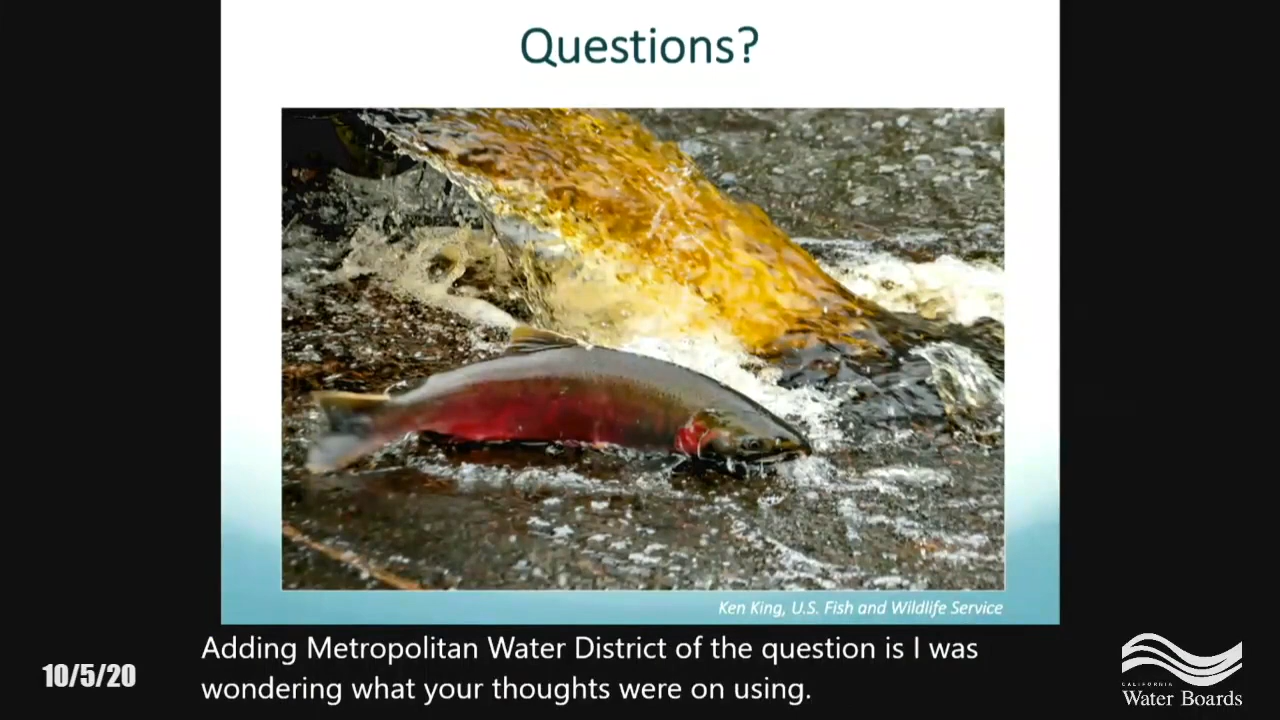 Questions?
Ken King, U.S. Fish and Wildlife Service
Adding Metropolitan Water District of the question is I was
wondering what your thoughts were on using.
10/5/20
CALIFORNIA
Water Boards